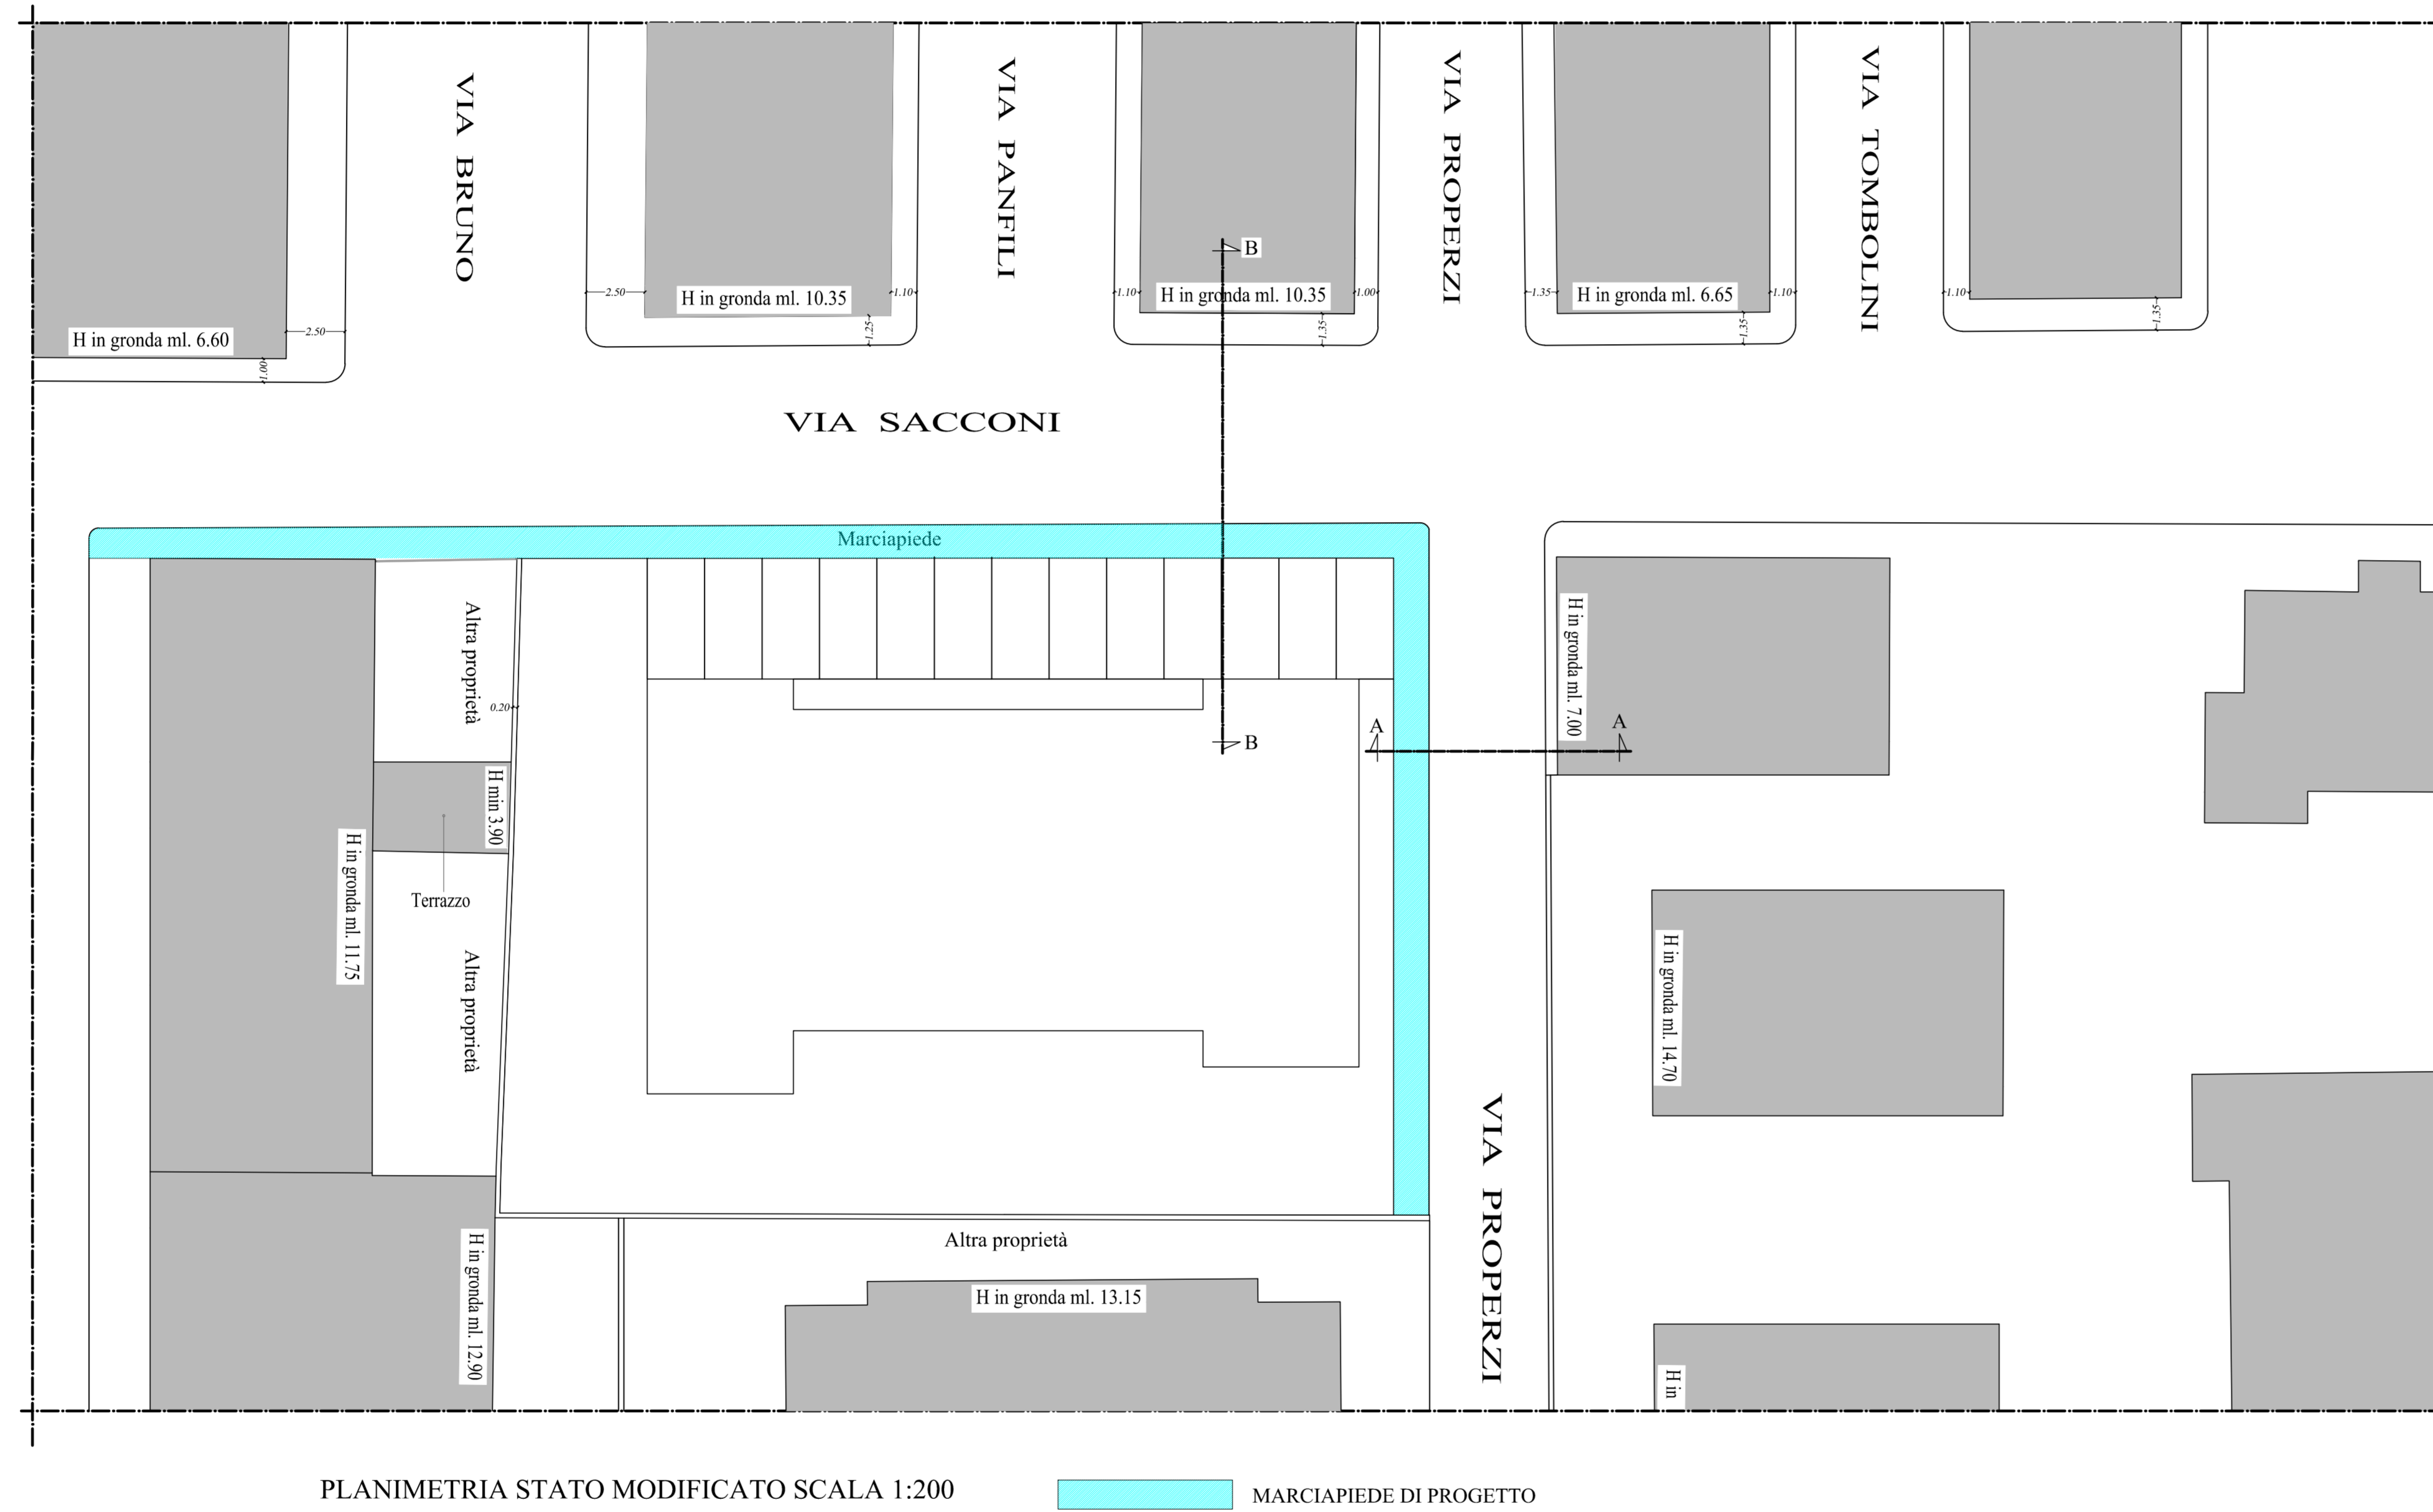 VIA BRUNO
VIA PANFILI
VIA PROPERZI
VIA TOMBOLINI
B
2.50
H in gronda ml. 10.35
1.10
1.10
H in gronda ml. 10.35
1.00
1.35
H in gronda ml. 6.65
1.10
1.10
H in gronda ml. 6.60
2.50
1.00
1.25
1.35
1.35
1.35
VIA SACCONI
Marciapiede
Altra proprietà
0.20
H in gronda ml. 7.00
A
A
B
H min 3.90
Terrazzo
H in gronda ml. 11.75
Altra proprietà
H in gronda ml. 14.70
VIA PROPERZI
Altra proprietà
H in gronda ml. 12.90
H in gronda ml. 13.15
H in
PLANIMETRIA STATO MODIFICATO SCALA 1:200
MARCIAPIEDE DI PROGETTO